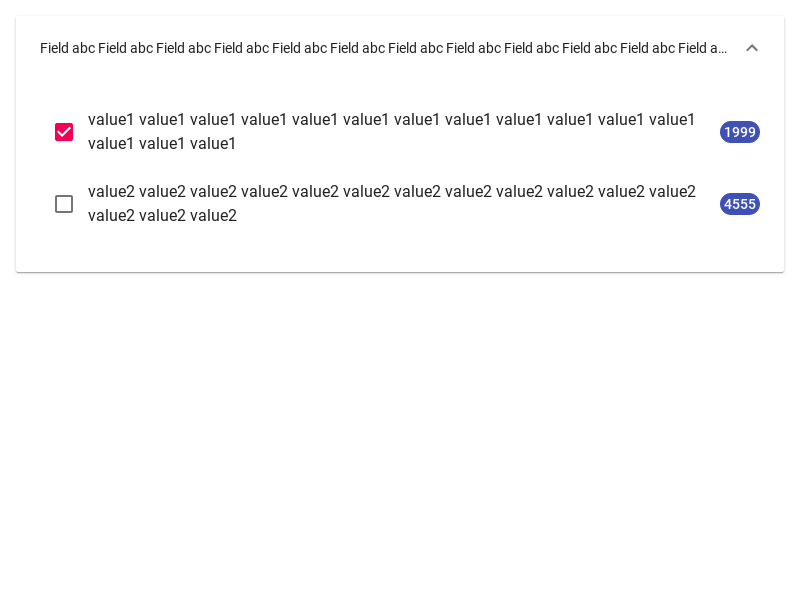 Field abc Field abc Field abc Field abc Field abc Field abc Field abc Field abc Field abc Field abc Field abc Field a...
value1 value1 value1 value1 value1 value1 value1 value1 value1 value1 value1 value1
value1 value1 value1
1999
value2 value2 value2 value2 value2 value2 value2 value2 value2 value2 value2 value2
value2 value2 value2
4555